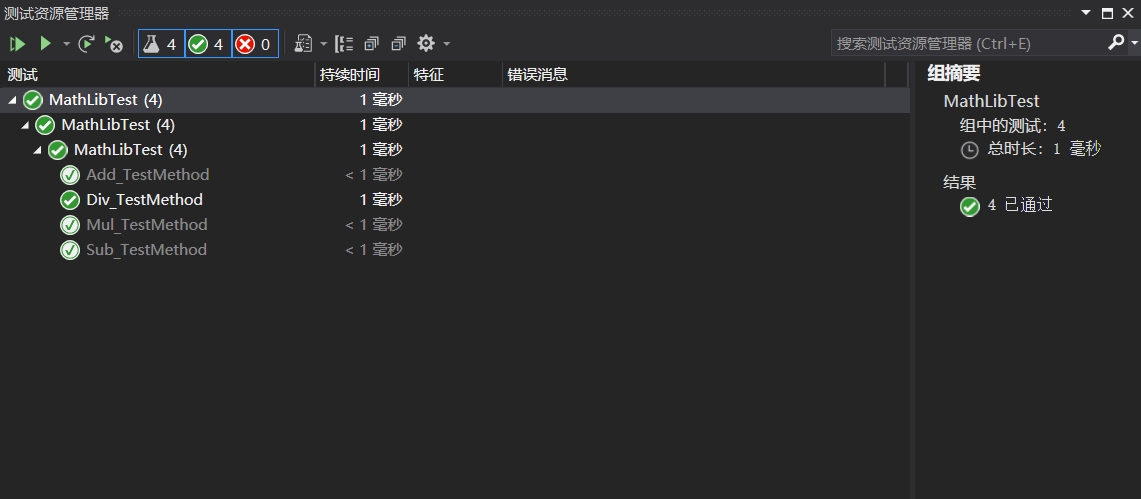 测试资源管理器
4 4 0
搜索测试资源管理器 (Ctrl+E)
测试 持续时间 特征 错误消息
MathLibTest (4) 1 毫秒
MathLibTest (4) 1 毫秒
MathLibTest (4) 1 毫秒
Add_TestMethod < 1 毫秒
Div_TestMethod 1 毫秒
Mul_TestMethod < 1 毫秒
Sub_TestMethod < 1 毫秒
组摘要
MathLibTest
组中的测试: 4
总时长: 1 毫秒
结果
4 已通过